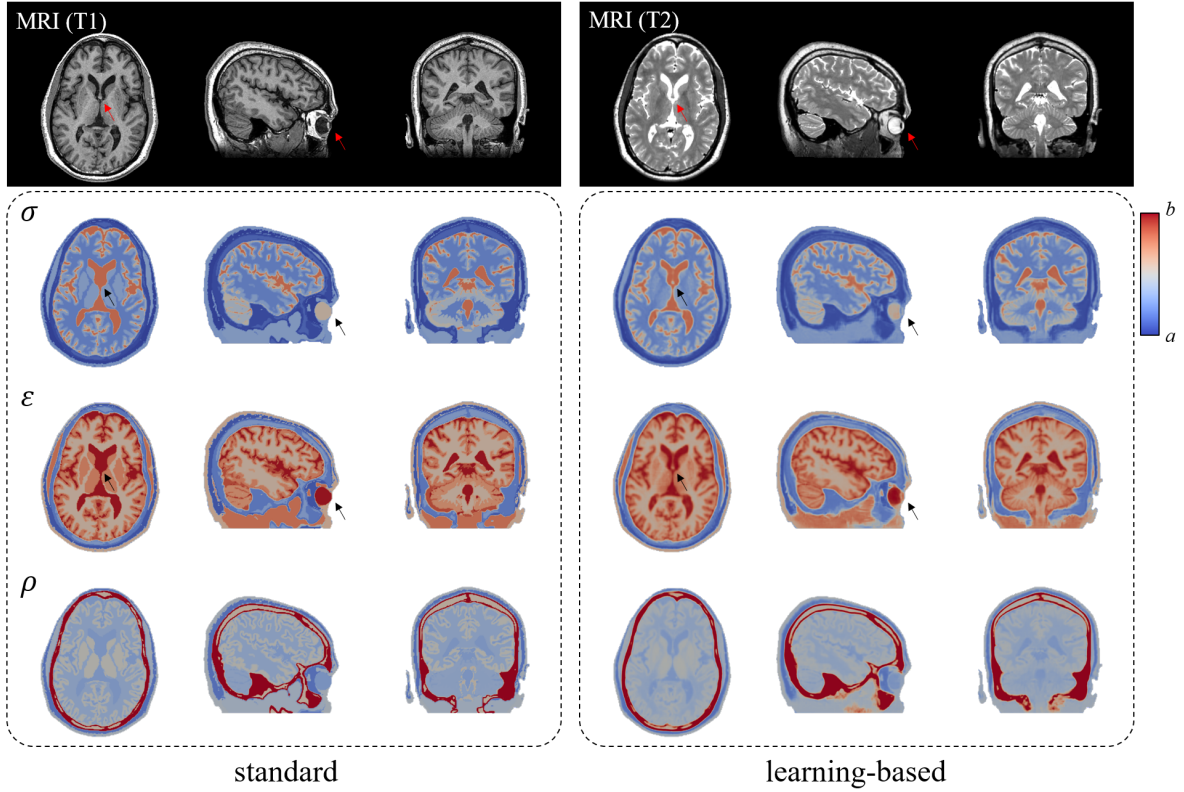 MRI (T1)
MRI (T2)
σ
b
a
ε
ρ
standard
learning-based